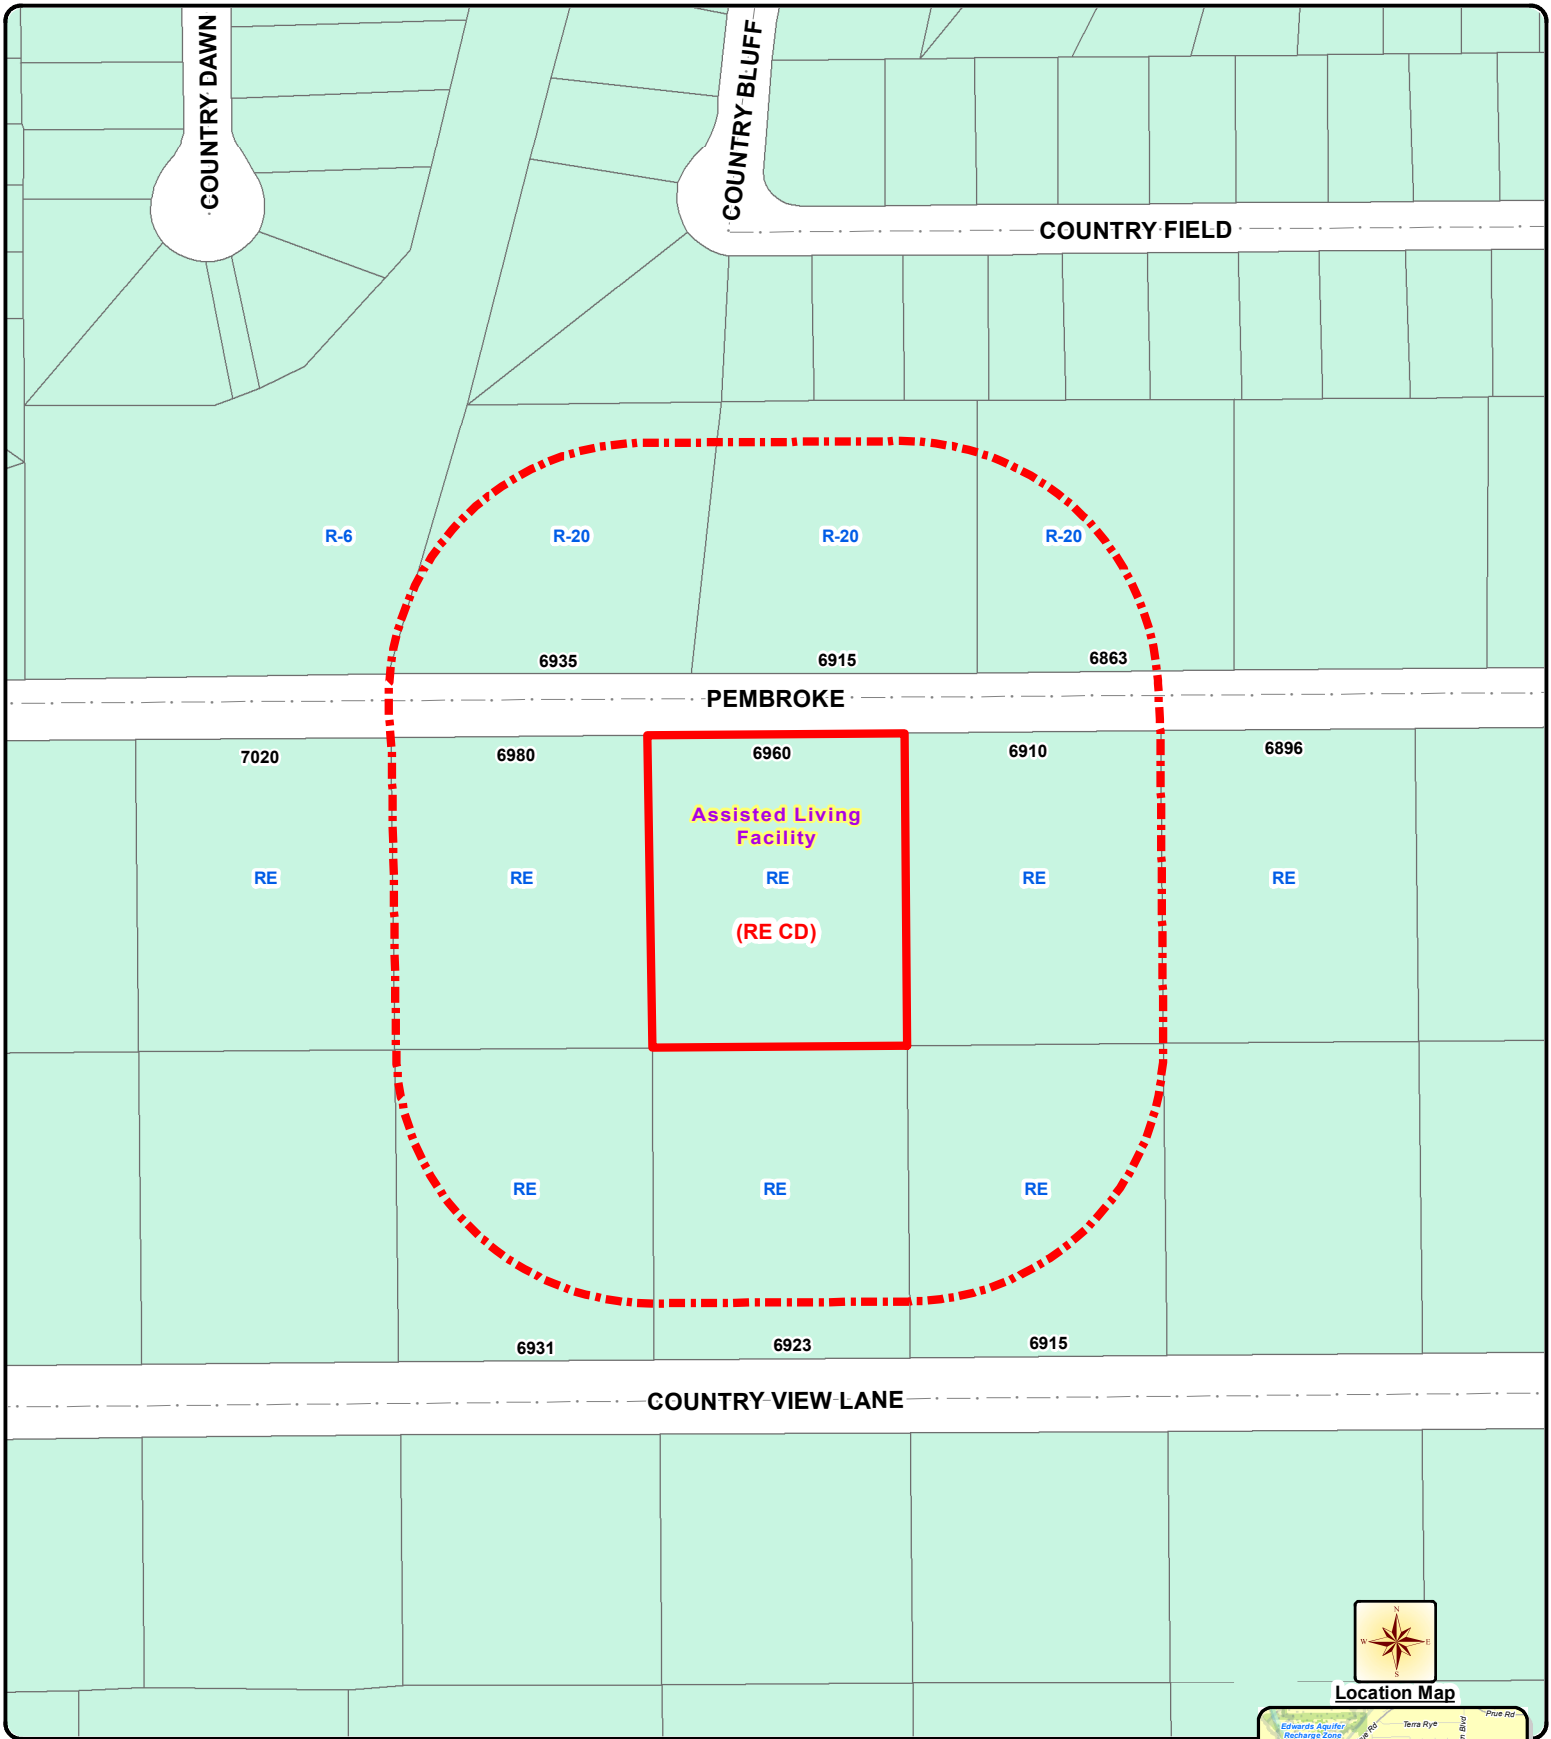 COUNTRY DAWN
COUNTRY BLUFF
COUNTRY FIELD
R-6
R-20
R-20
R-20
6935
6915
6863
PEMBROKE
7020
6980
6960
6910
6896
Assisted Living
Facility
RE
RE
RE
RE
RE
(RE CD)
RE
RE
RE
6931
6923
6915
COUNTRY VIEW LANE
N
W
E
S
Location Map
Edwards Aquifer
Recharge Zone
Terra Rye
Prue Rd
Rd
Blvd